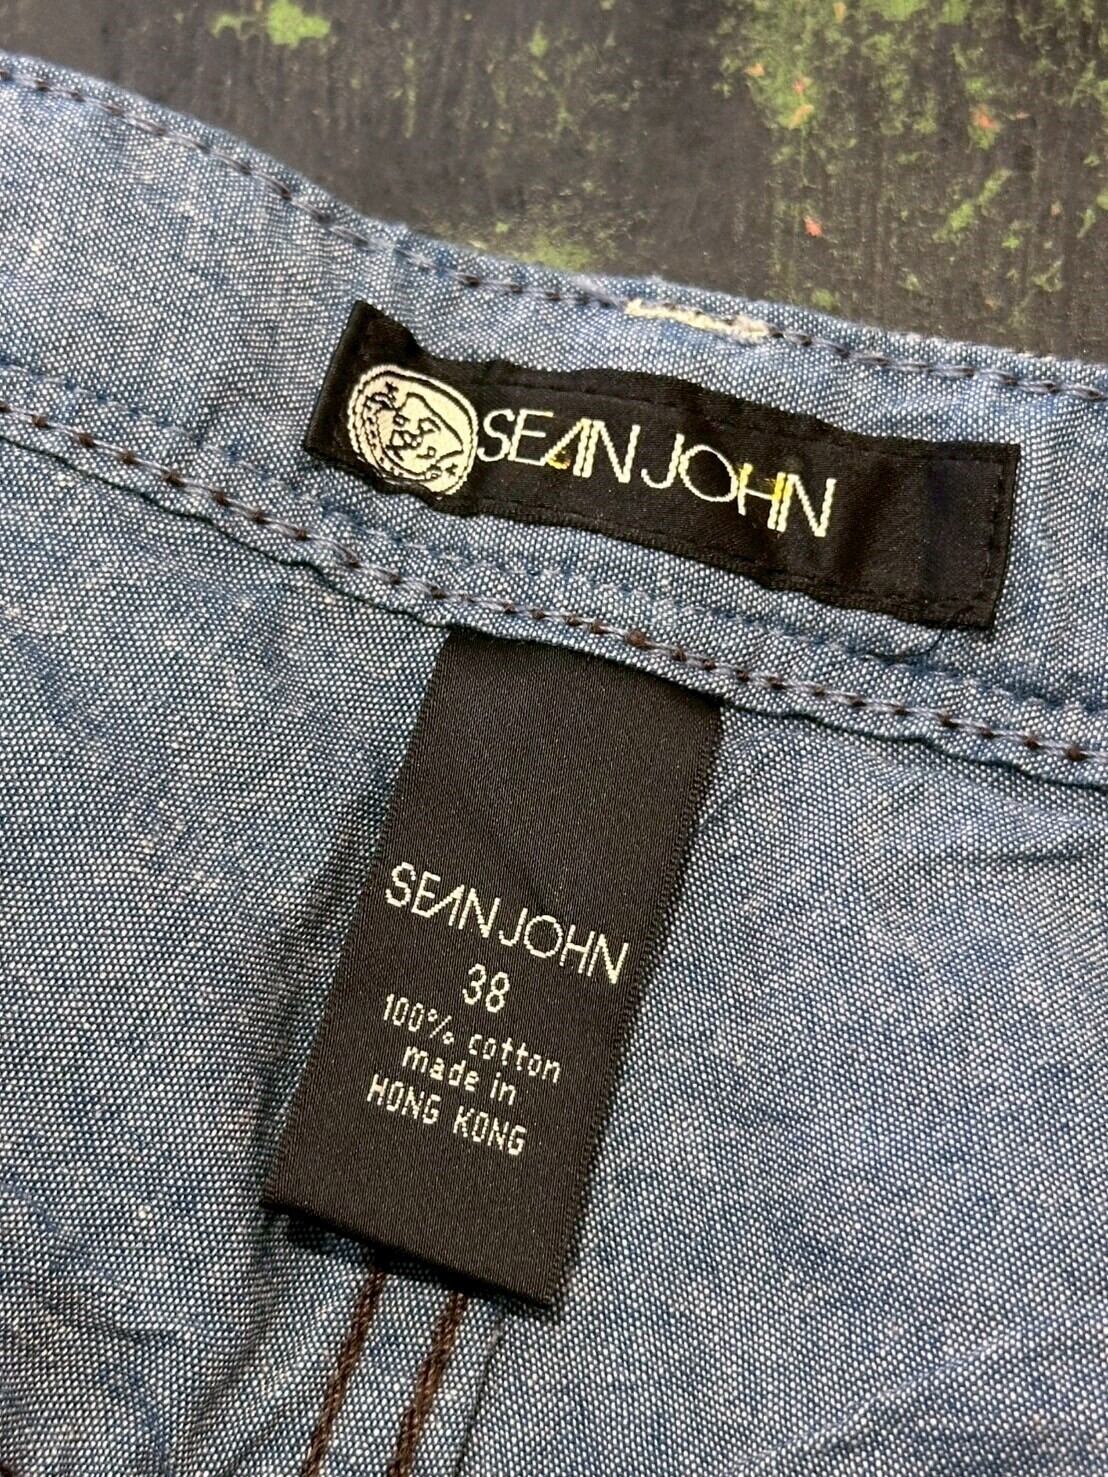 SEAN JOHN
SEAN JOHN
38
100% cotton
made in
HONG KONG